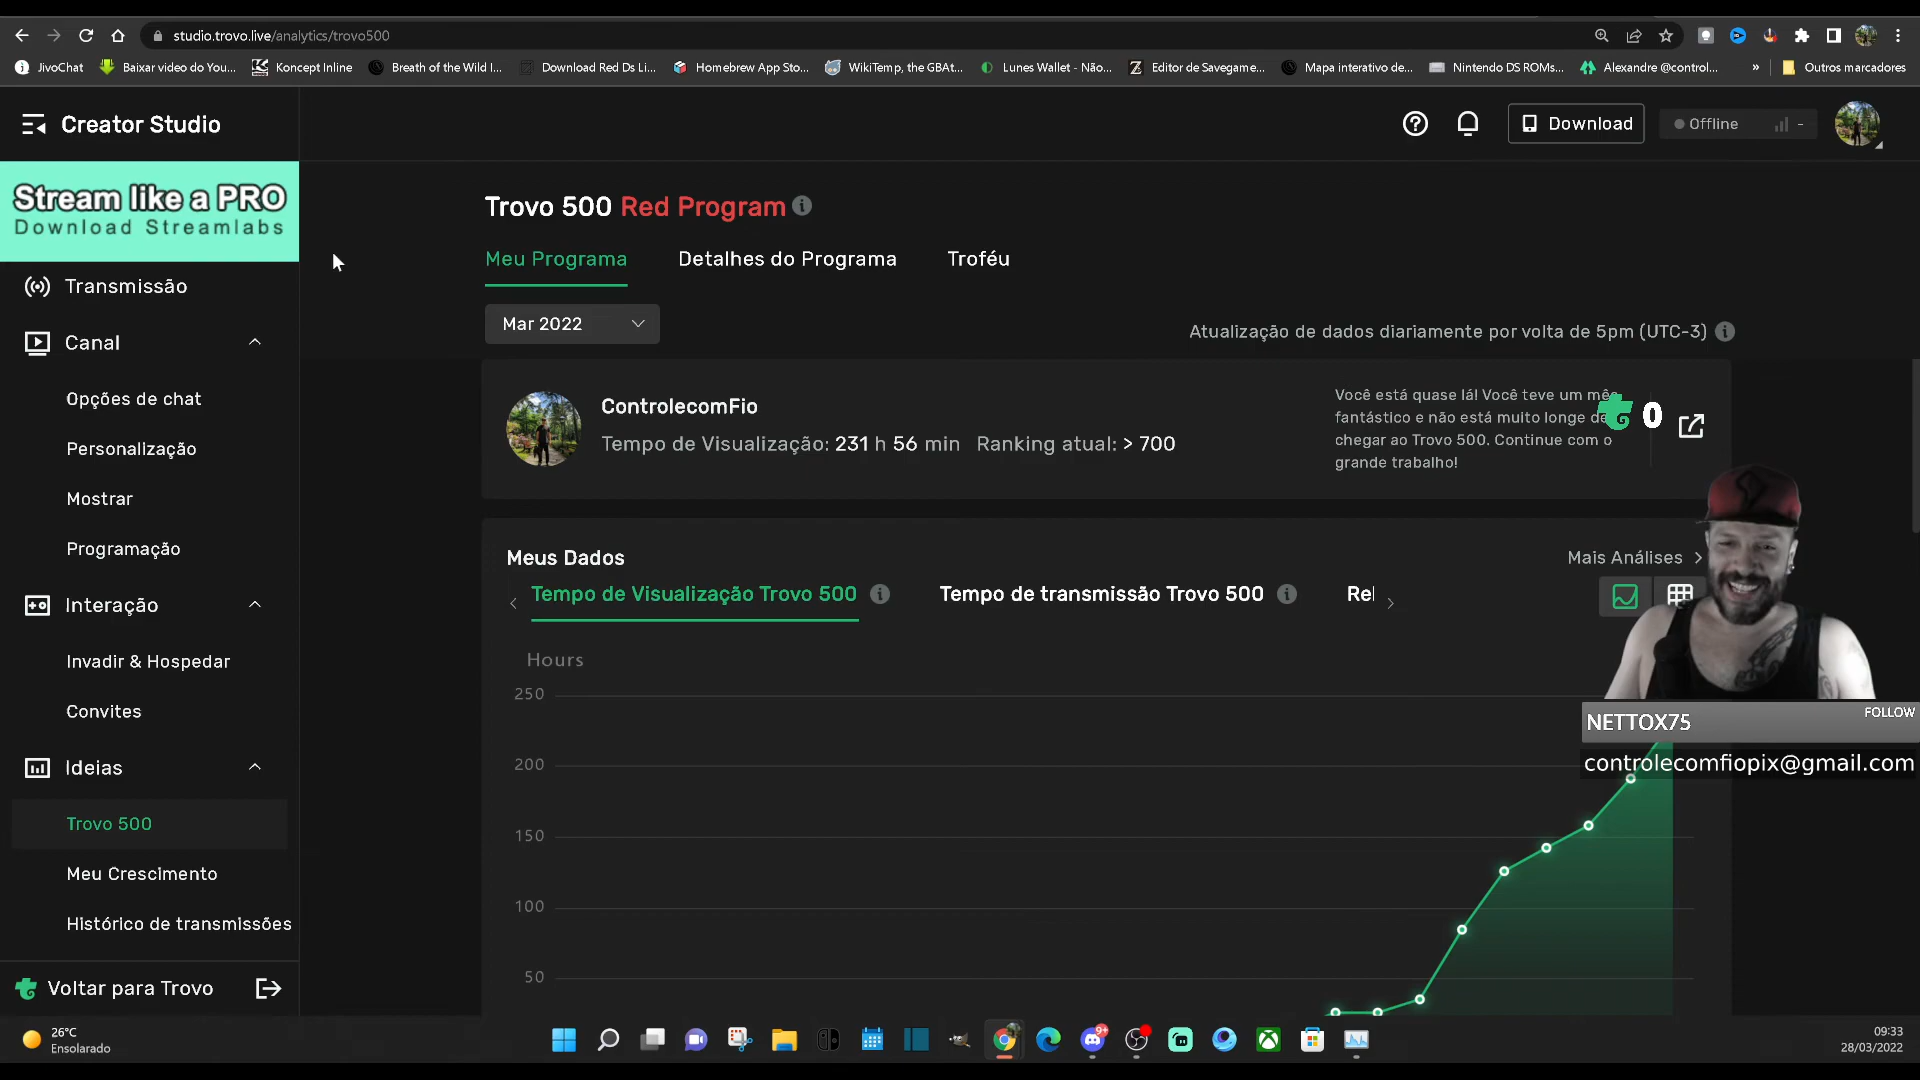 studio.trovo.live/analytics/trovo500
JivoChat
Baixar video do You...
Koncept Inline
Breath of the Wild I...
Download Red Ds Li...
Homebrew App Sto...
WikiTemp, the GBAt...
Lunes Wallet - Não...
Editor de Savegame...
Mapa interativo de...
Nintendo DS ROMs...
Alexandre @control...
»
Outros marcadores
Creator Studio
Download
Offline
-
Stream like a PRO
Download Streamlabs
Transmissão
Canal
Opções de chat
Personalização
Mostrar
Programação
Interação
Invadir & Hospedar
Convites
Ideias
Trovo 500
Meu Crescimento
Histórico de transmissões
Voltar para Trovo
Trovo 500 Red Program
Meu Programa
Detalhes do Programa
Troféu
Mar 2022
Atualização de dados diariamente por volta de 5pm (UTC-3)
ControlecomFio
Tempo de Visualização: 231 h 56 min Ranking atual: > 700
Você está quase lá! Você teve um mês
fantástico e não está muito longe de
chegar ao Trovo 500. Continue com o
grande trabalho!
0
Meus Dados
Mais Análises
Tempo de Visualização Trovo 500
Tempo de transmissão Trovo 500
Rel
Hours
250
200
150
100
50
NETTOX75
FOLLOW
controlecomfiopix@gmail.com
26°C
Ensolarado
9+
09:33
28/03/2022